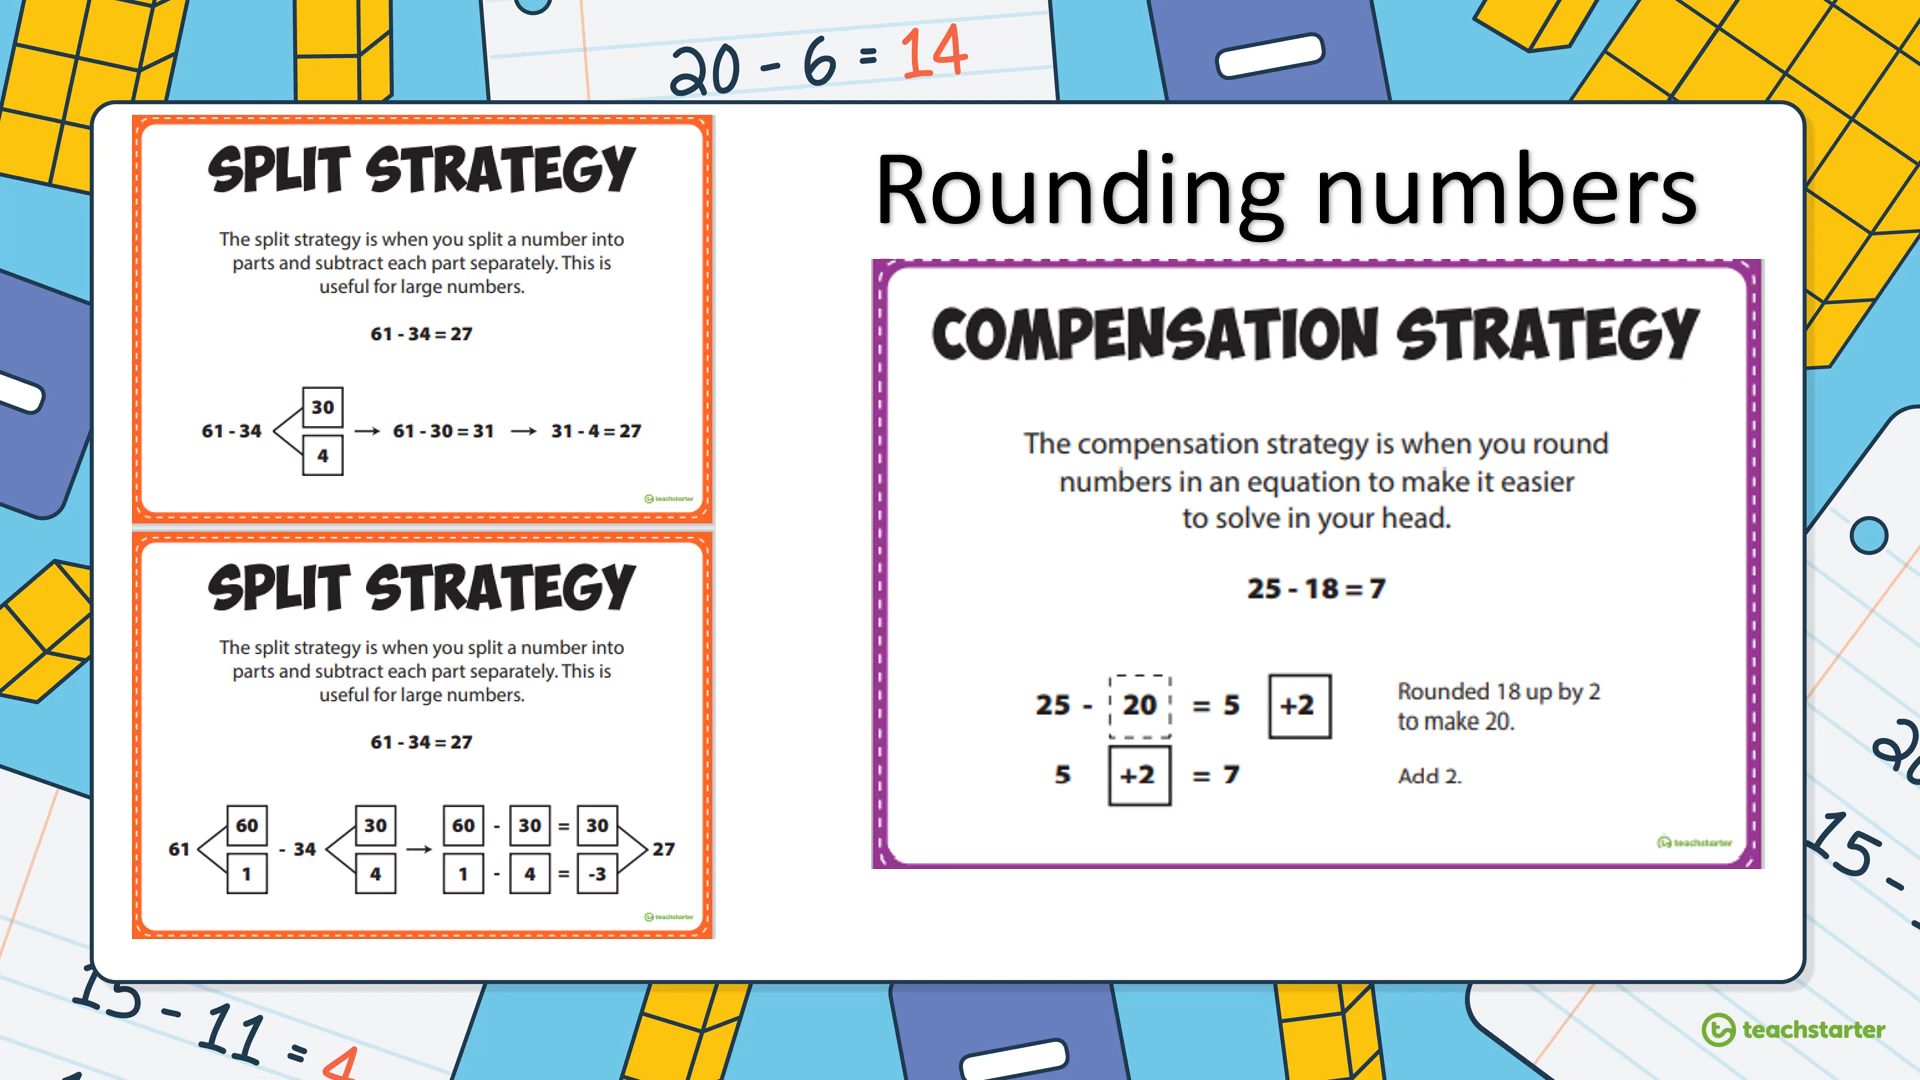 20 - 6 = 14
SPLIT STRATEGY
The split strategy is when you split a number into
parts and subtract each part separately. This is
useful for large numbers.
61 - 34 = 27
61 - 34
30
4
61 - 30 = 31
31 - 4 = 27
teachstarter
SPLIT STRATEGY
The split strategy is when you split a number into
parts and subtract each part separately. This is
useful for large numbers.
61 - 34 = 27
61
60
1
- 34
30
4
60 - 30 = 30
1 - 4 = -3
27
teachstarter
Rounding numbers
COMPENSATION STRATEGY
The compensation strategy is when you round
numbers in an equation to make it easier
to solve in your head.
25 - 18 = 7
25 - 20 = 5 +2
Rounded 18 up by 2
to make 20.
5 +2 = 7
Add 2.
teachstarter
15 -
15 - 11 = 4
teachstarter